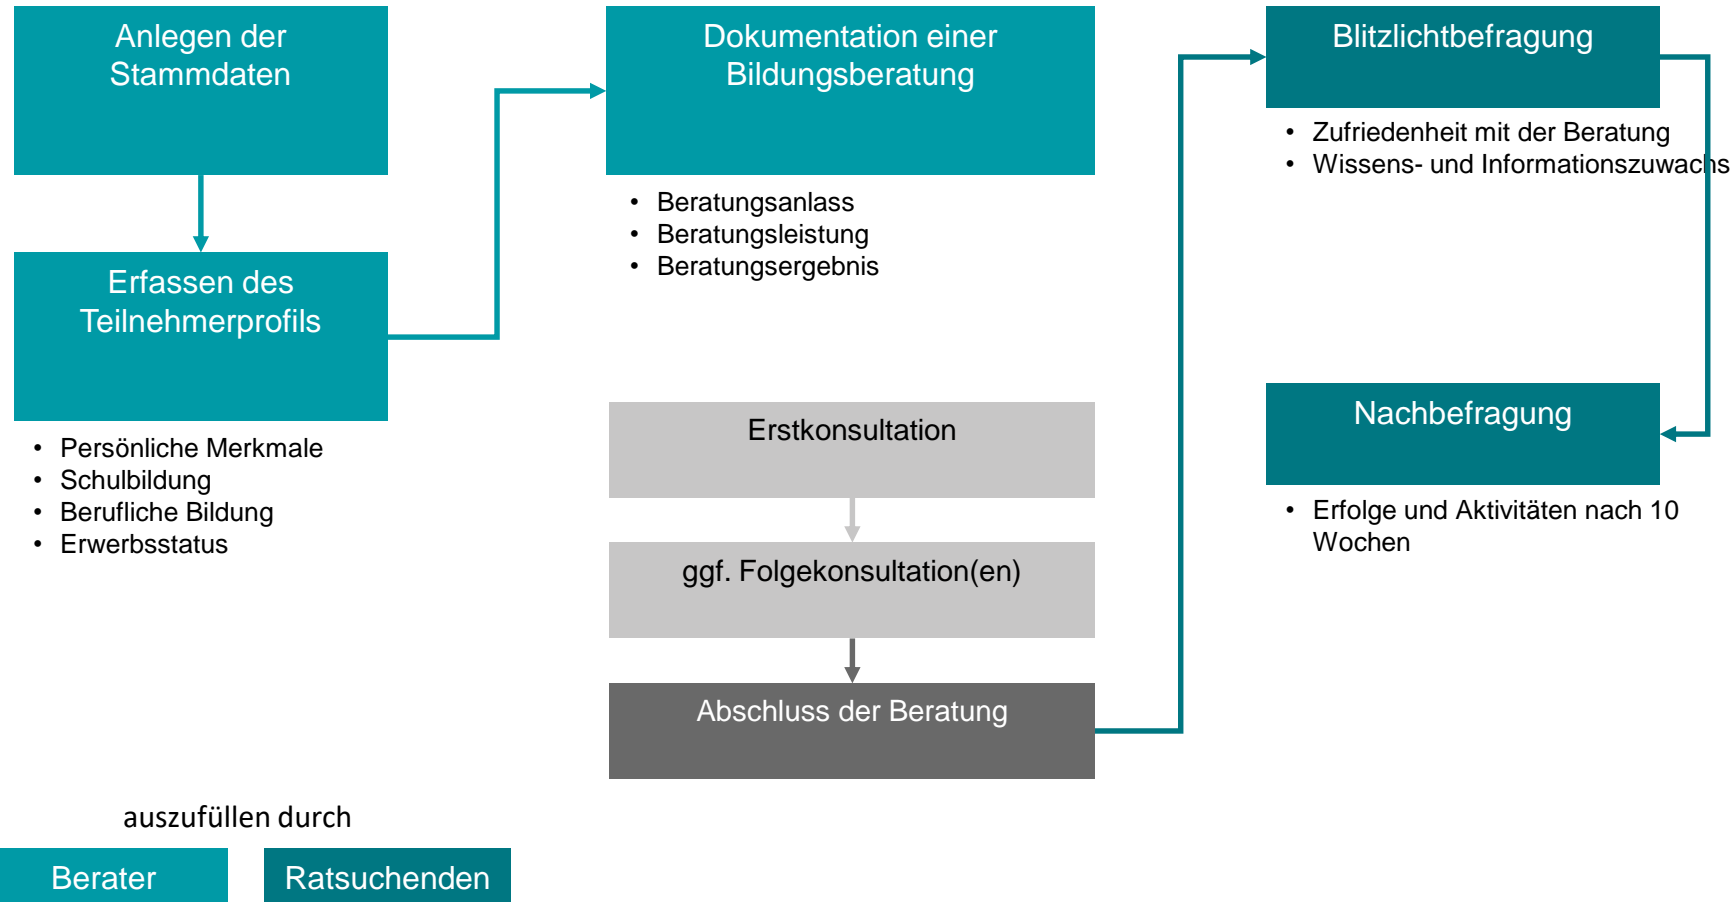 Anlegen der
Stammdaten
Erfassen des
Teilnehmerprofils
• Persönliche Merkmale
• Schulbildung
• Berufliche Bildung
• Erwerbsstatus
Dokumentation einer
Bildungsberatung
• Beratungsanlass
• Beratungsleistung
• Beratungsergebnis
Erstkonsultation
ggf. Folgekonsultation(en)
Abschluss der Beratung
Blitzlichtbefragung
• Zufriedenheit mit der Beratung
• Wissens- und Informationszuwachs
Nachbefragung
• Erfolge und Aktivitäten nach 10
Wochen
auszufüllen durch
Berater
Ratsuchenden